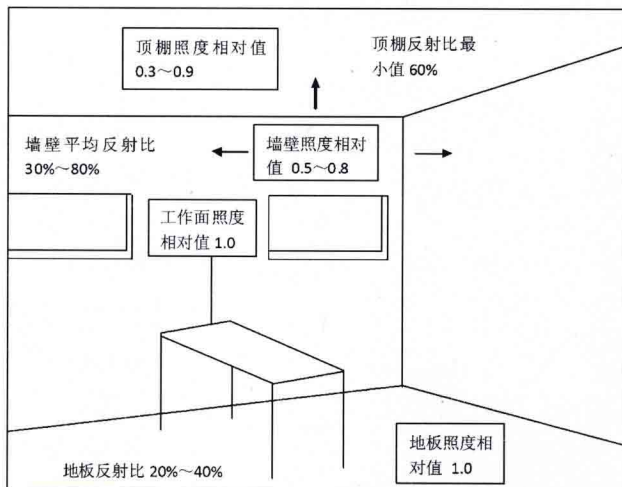 顶棚照度相对值
0.3～0.9
顶棚反射比最
小值 60%
墙壁平均反射比
30%～80%
墙壁照度相对
值 0.5～0.8
工作面照度
相对值 1.0
地板照度相
对值 1.0
地板反射比 20%～40%